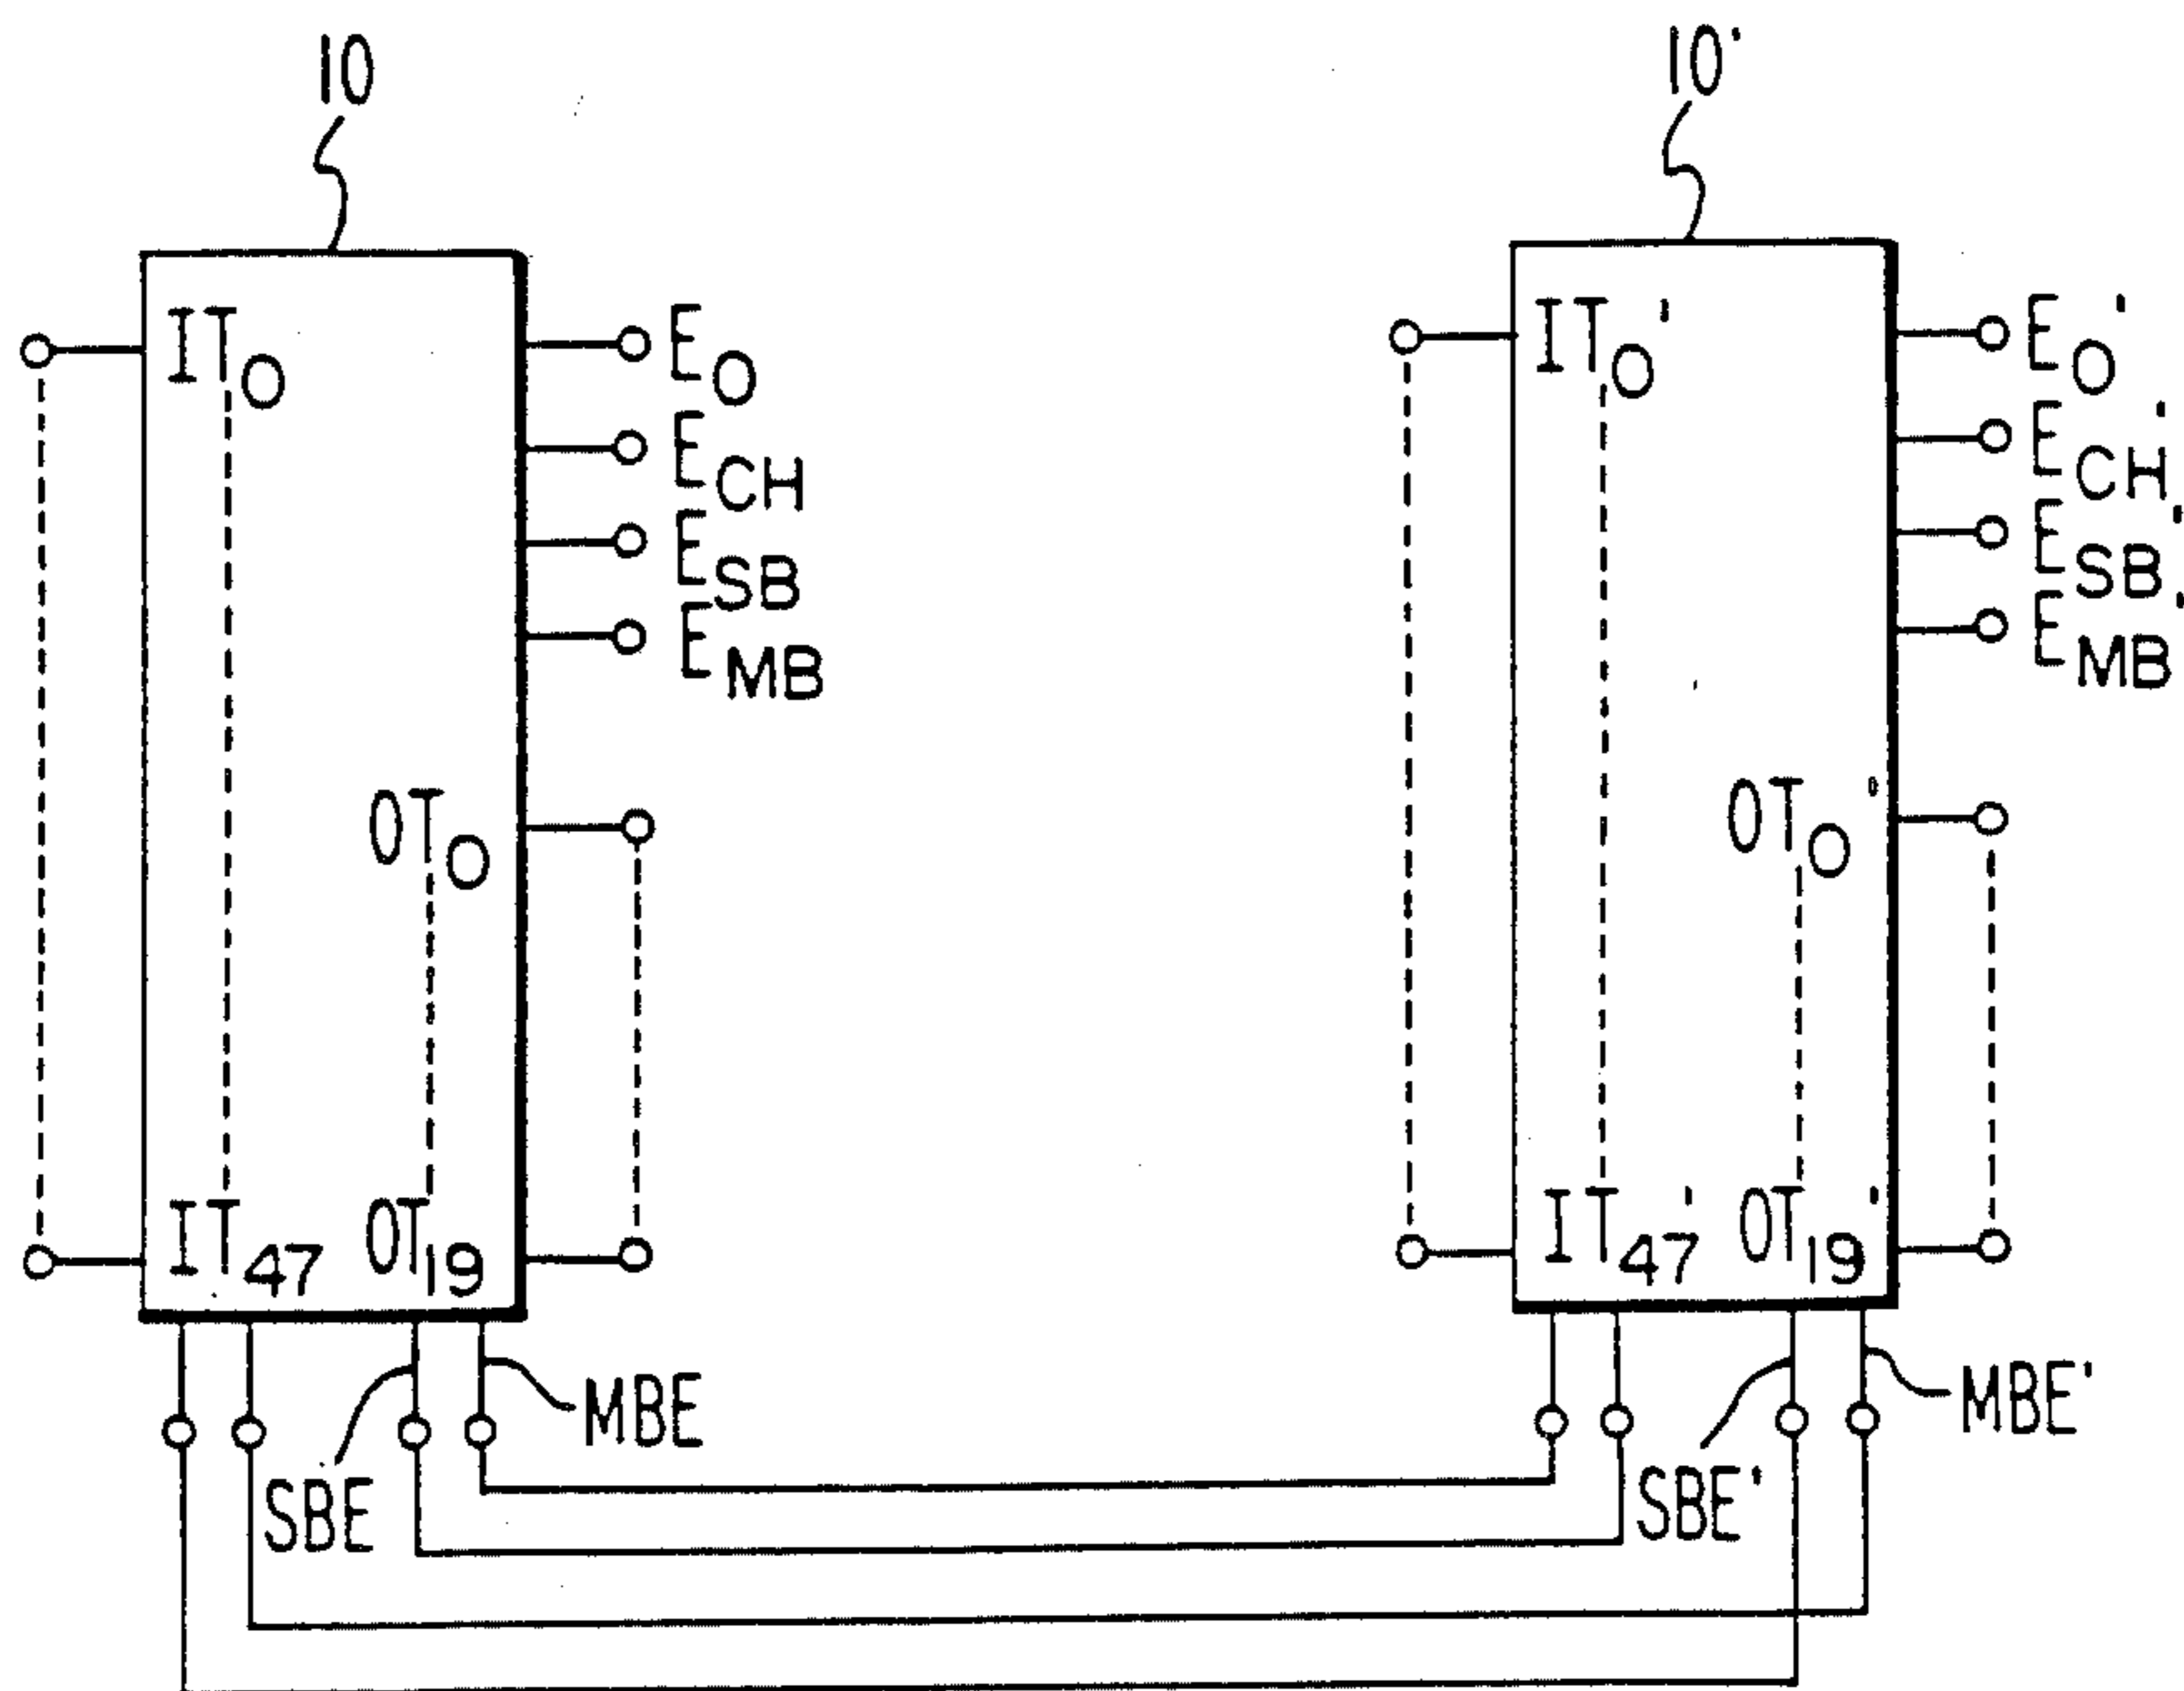 10
IT0
E0
ECH
ESB
EMB
OT0
IT47 OT19
MBE
SBE
10'
IT0'
E0'
ECH'
ESB'
EMB'
OT0'
IT47' OT19'
MBE'
SBE'